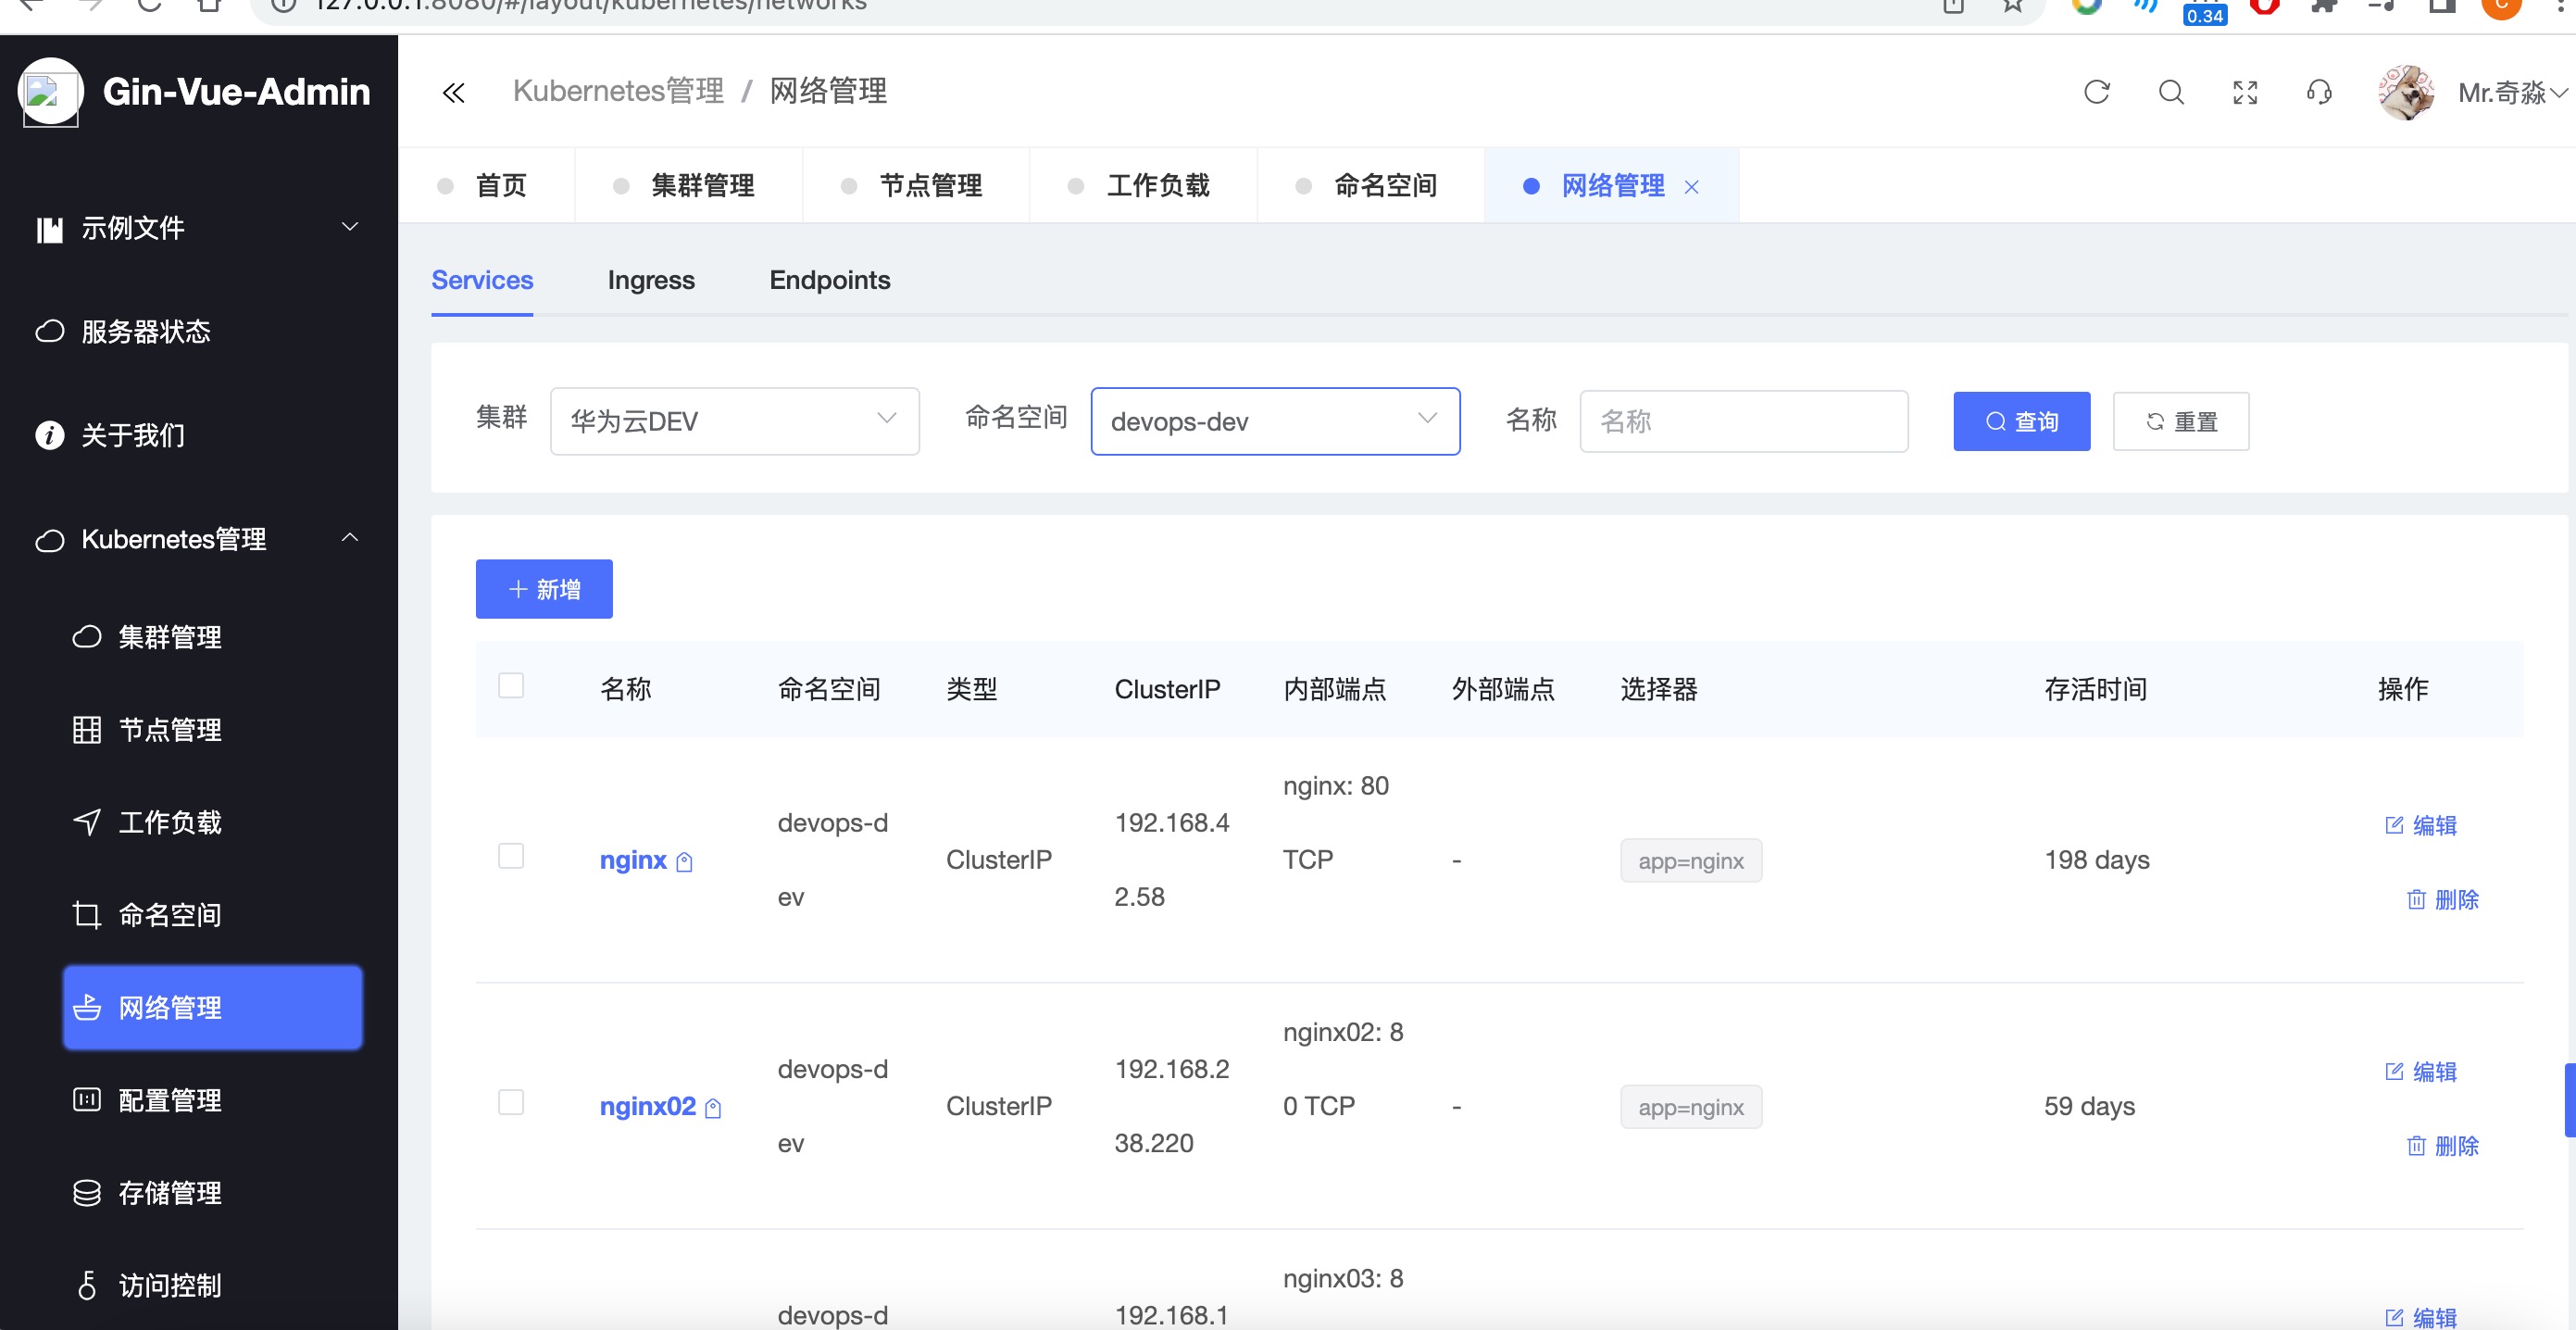 127.0.0.1:8080/#/layout/kubernetes/networks
0.34
C
Gin-Vue-Admin
Kubernetes管理 / 网络管理
Mr.奇淼
首页
集群管理
节点管理
工作负载
命名空间
网络管理
示例文件
服务器状态
关于我们
Kubernetes管理
集群管理
节点管理
工作负载
命名空间
网络管理
配置管理
存储管理
访问控制
Services
Ingress
Endpoints
集群
华为云DEV
命名空间
devops-dev
名称
名称
查询
重置
新增
名称
命名空间
类型
ClusterIP
内部端点
外部端点
选择器
存活时间
操作
nginx
devops-d
ev
ClusterIP
192.168.4
2.58
nginx: 80
TCP
-
app=nginx
198 days
编辑
删除
nginx02
devops-d
ev
ClusterIP
192.168.2
38.220
nginx02: 8
0 TCP
-
app=nginx
59 days
编辑
删除
devops-d
192.168.1
nginx03: 8
编辑